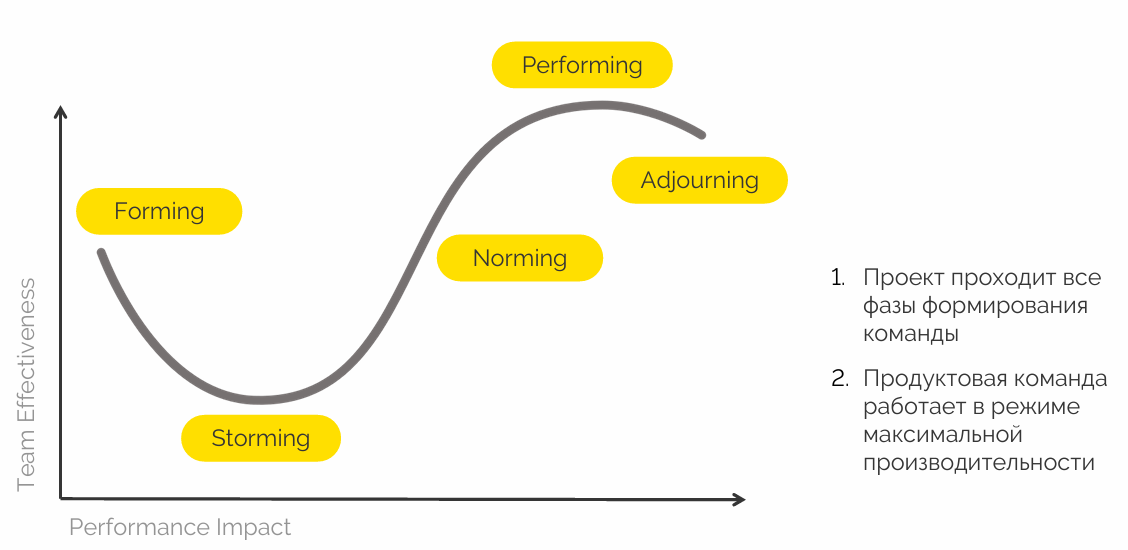 Performing
Adjourning
Forming
Norming
Storming
Team Effectiveness
Performance Impact
1. Проект проходит все
фазы формирования
команды
2. Продуктовая команда
работает в режиме
максимальной
производительности